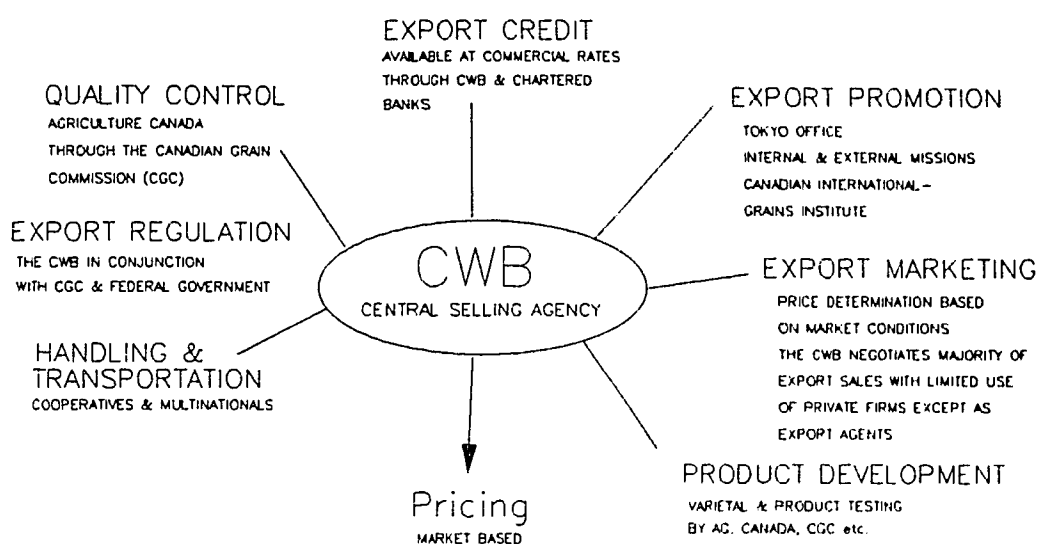 EXPORT CREDIT
AVAILABLE AT COMMERCIAL RATES
THROUGH CWB & CHARTERED
BANKS
QUALITY CONTROL
AGRICULTURE CANADA
THROUGH THE CANADIAN GRAIN
COMMISSION (CGC)
EXPORT PROMOTION
TOKYO OFFICE
INTERNAL & EXTERNAL MISSIONS
CANADIAN INTERNATIONAL-
GRAINS INSTITUTE
EXPORT REGULATION
THE CWB IN CONJUNCTION
WITH CGC & FEDERAL GOVERNMENT
CWB
CENTRAL SELLING AGENCY
EXPORT MARKETING
PRICE DETERMINATION BASED
ON MARKET CONDITIONS
THE CWB NEGOTIATES MAJORITY OF
EXPORT SALES WITH LIMITED USE
OF PRIVATE FIRMS EXCEPT AS
EXPORT AGENTS
HANDLING &
TRANSPORTATION
COOPERATIVES & MULTINATIONALS
PRODUCT DEVELOPMENT
VARIETAL & PRODUCT TESTING
BY AG. CANADA, CGC etc.
Pricing
MARKET BASED